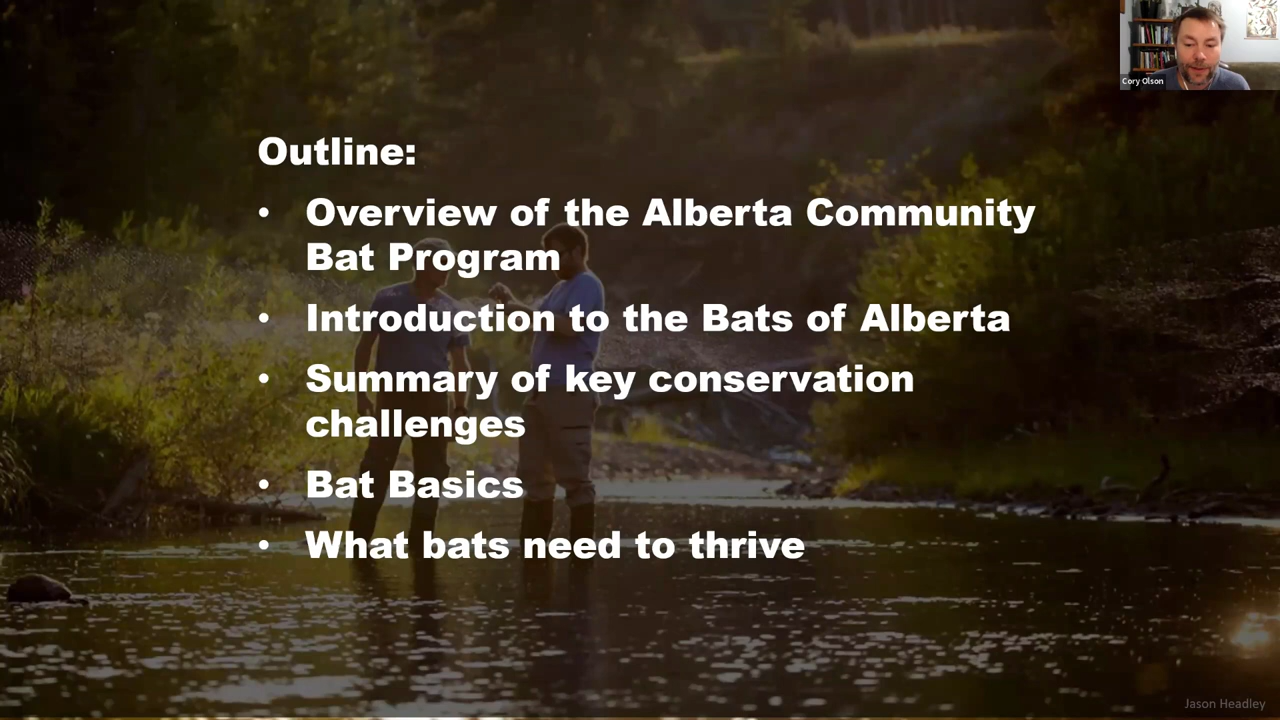 Cory Olson
Outline:
• Overview of the Alberta Community
Bat Program
• Introduction to the Bats of Alberta
• Summary of key conservation
challenges
• Bat Basics
• What bats need to thrive
Jason Headley